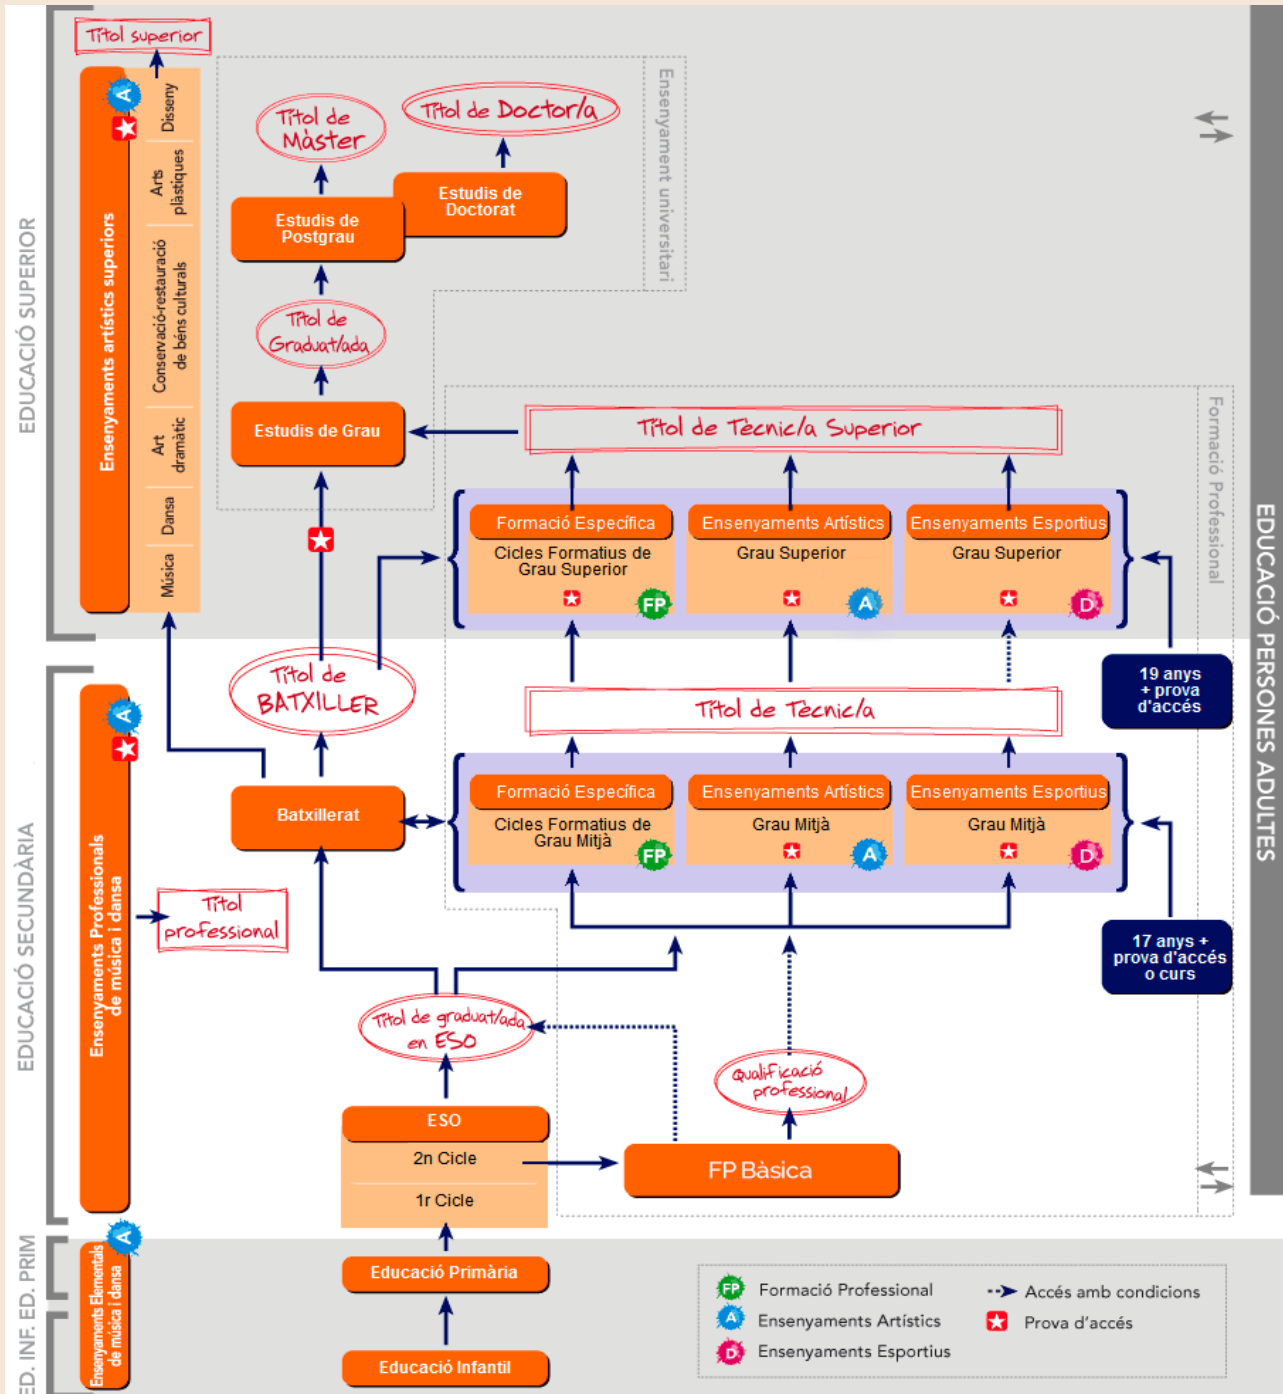 Títol superior
EDUCACIÓ SUPERIOR
Ensenyaments artístics superiors
Disseny
Arts
plàstiques
Conservació-restauració
de béns culturals
Art
dramàtic
Dansa
Música
Ensenyament universitari
Títol de
Màster
Títol de Doctor/a
Estudis de
Doctorat
Estudis de
Postgrau
Títol de
Graduat/ada
Estudis de Grau
Títol de Tècnic/a Superior
Formació Professional
Formació Específica
Cicles Formatius de
Grau Superior
FP
Ensenyaments Artístics
Grau Superior
A
Ensenyaments Esportius
Grau Superior
D
EDUCACIÓ PERSONES ADULTES
19 anys
+ prova
d'accés
Títol de
BATXILLER
Títol de Tècnic/a
EDUCACIÓ SECUNDÀRIA
Ensenyaments Professionals
de música i dansa
A
A
Títol
professional
Batxillerat
Formació Específica
Cicles Formatius de
Grau Mitjà
FP
Ensenyaments Artístics
Grau Mitjà
A
Ensenyaments Esportius
Grau Mitjà
D
17 anys +
prova d'accés
o curs
Títol de graduat/ada
en ESO
Qualificació
professional
ESO
2n Cicle
1r Cicle
FP Bàsica
ED. INF. ED. PRIM
Ensenyaments Elementals
de música i dansa
A
Educació Primària
Educació Infantil
FP Formació Professional
A Ensenyaments Artístics
D Ensenyaments Esportius
Accés amb condicions
Prova d'accés